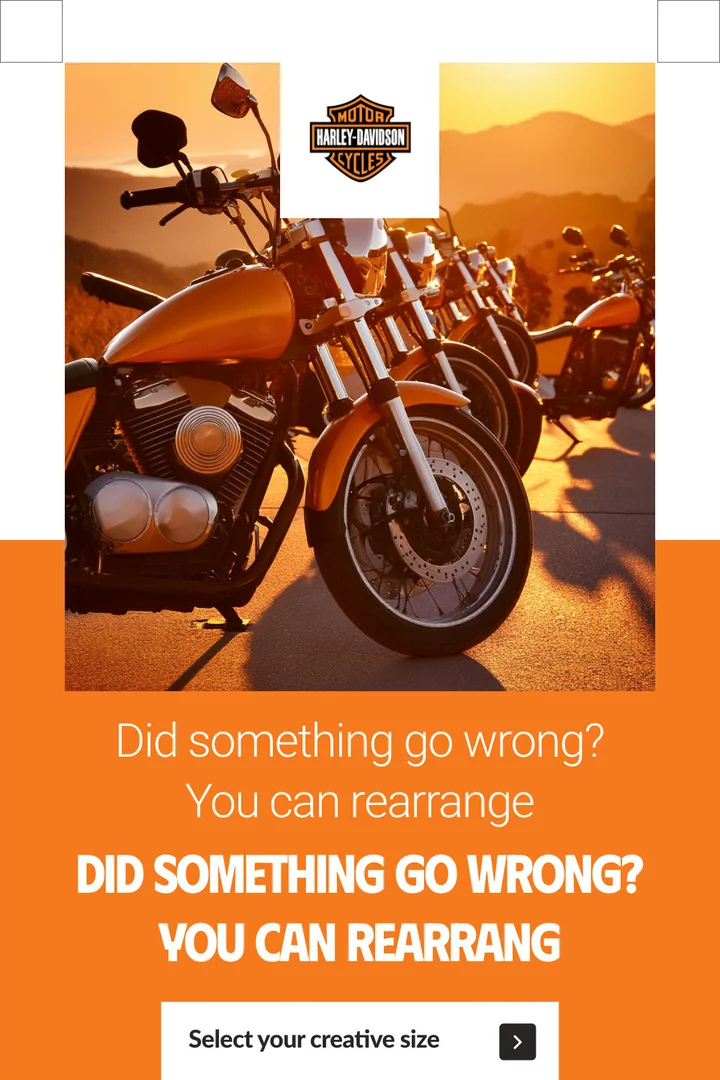 MOTOR
HARLEY-DAVIDSON
CYCLES
Did something go wrong?
You can rearrange
DID SOMETHING GO WRONG?
YOU CAN REARRANG
Select your creative size